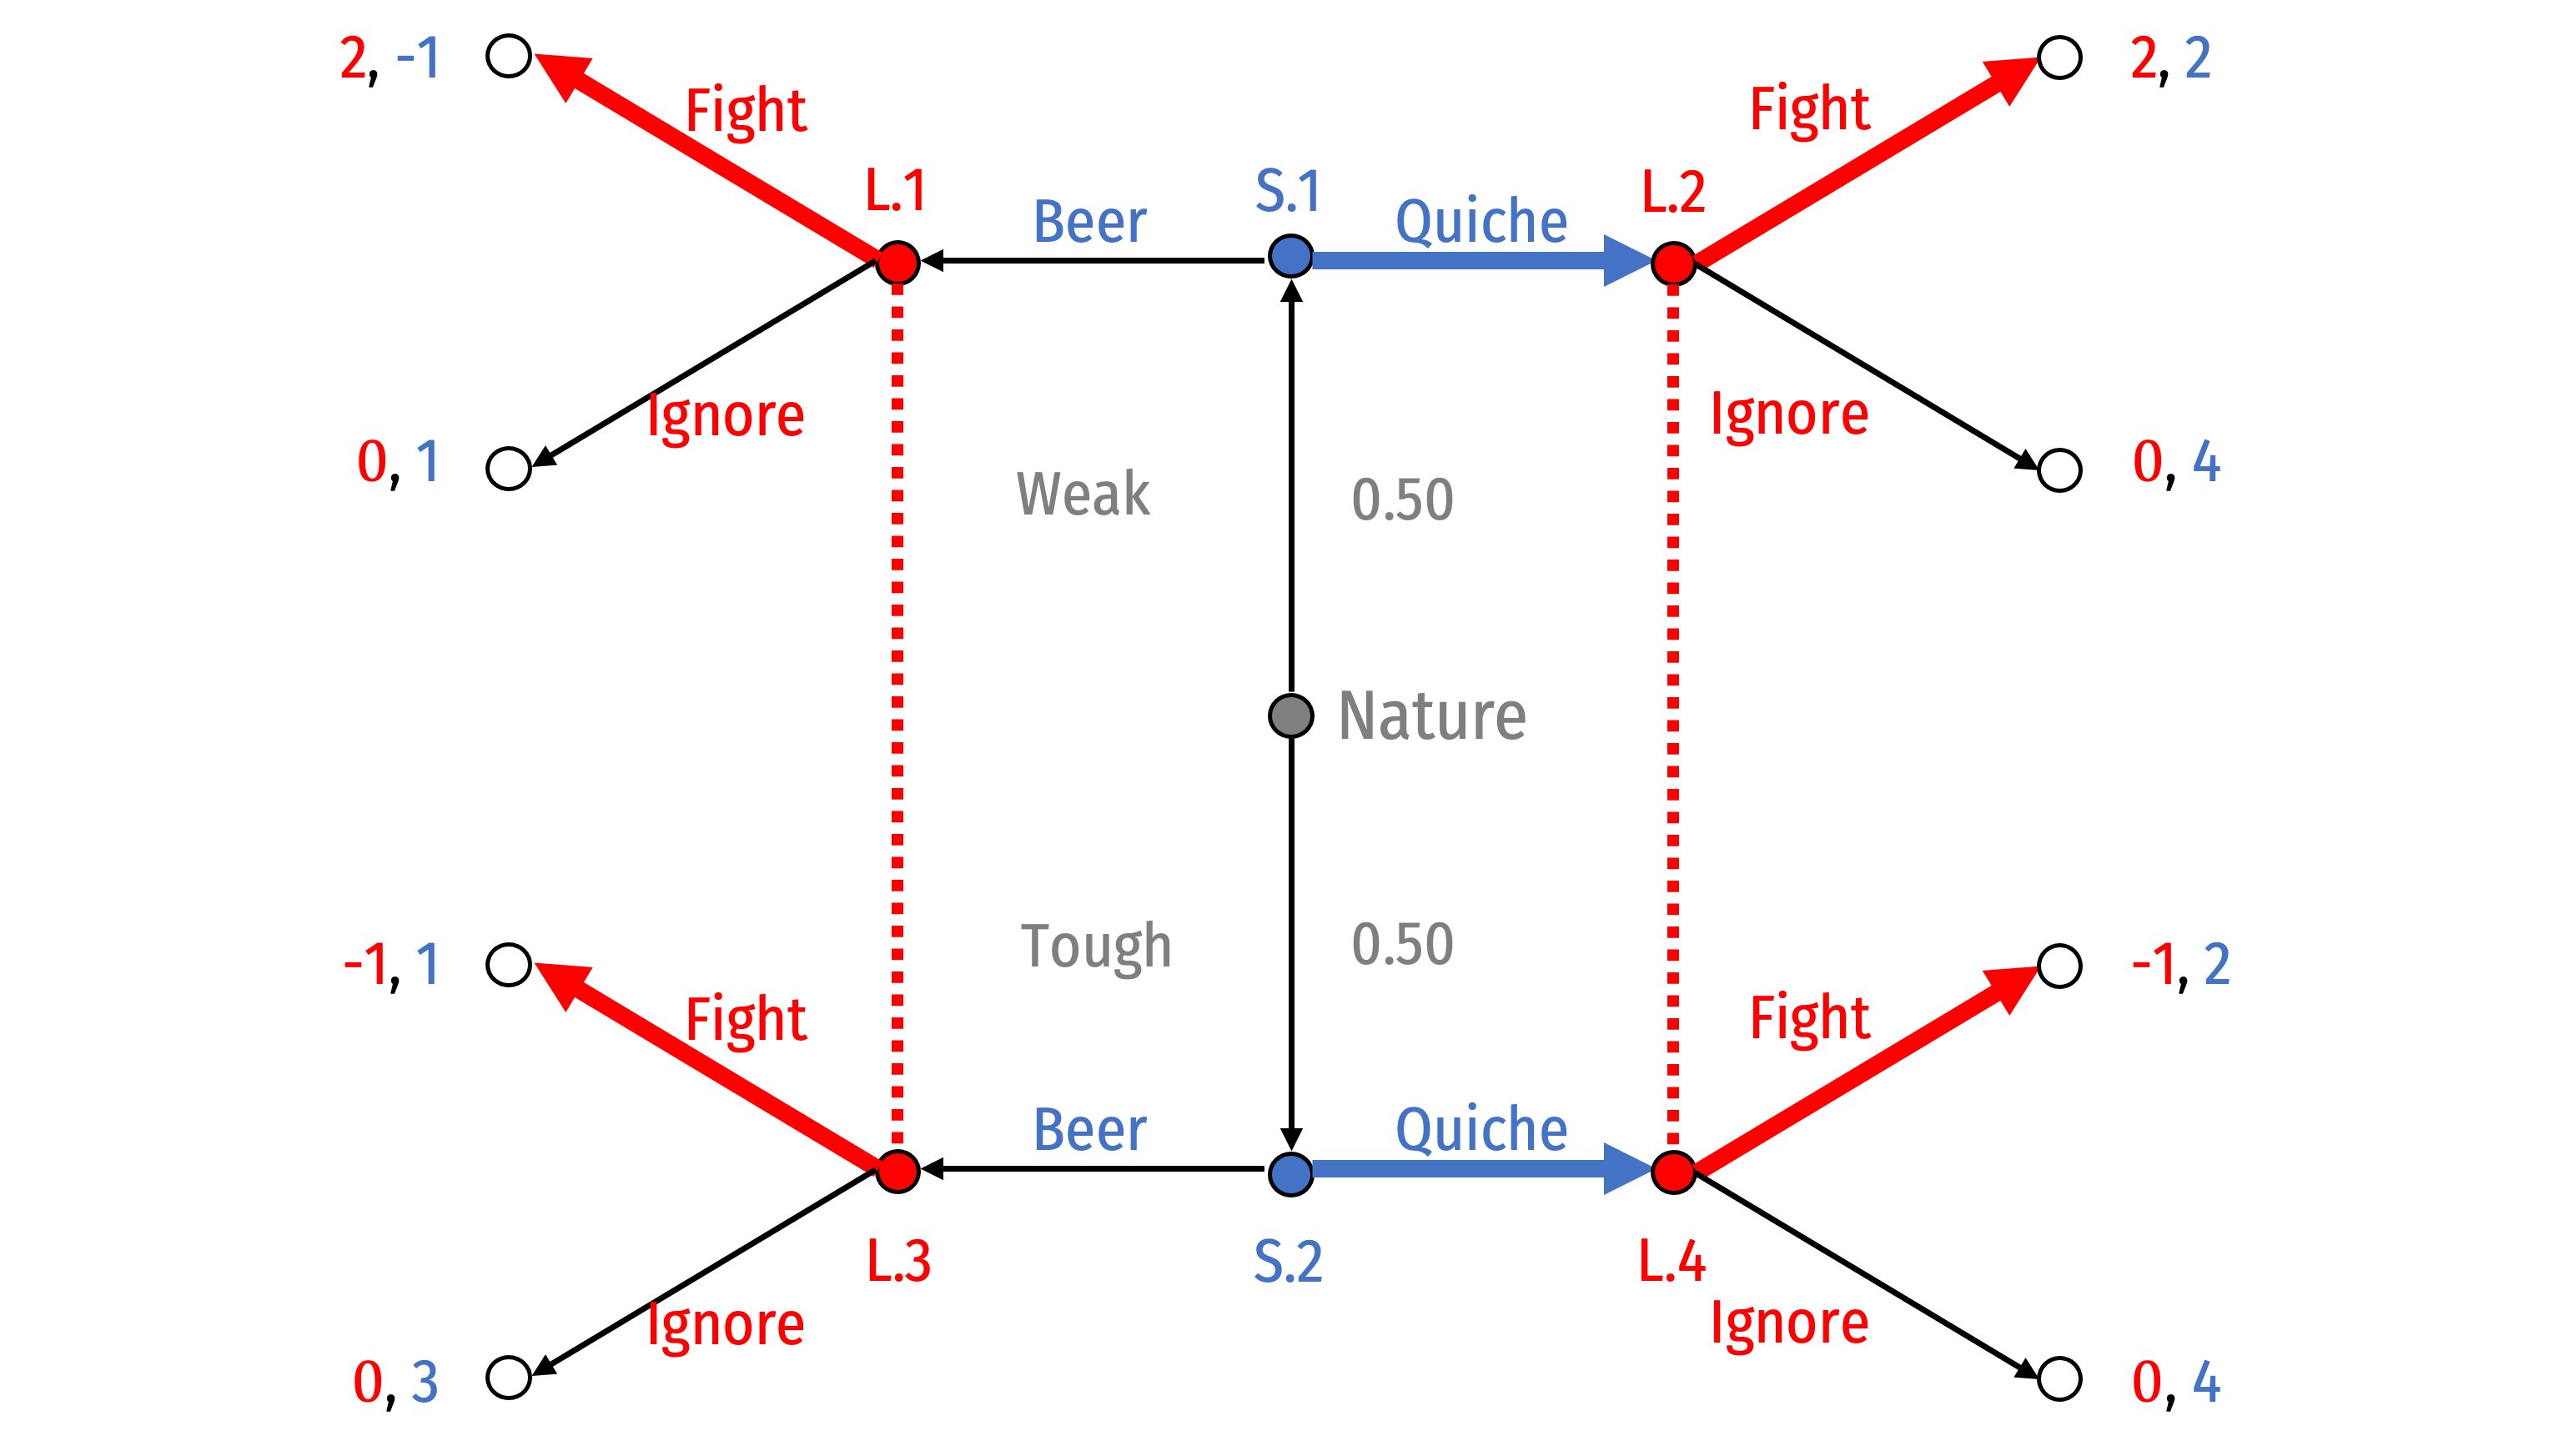 2, -1
2, 2
Fight
Fight
L.1
S.1
L.2
Beer
Quiche
Ignore
Ignore
0, 1
0, 4
Weak
0.50
Nature
Tough
0.50
-1, 1
-1, 2
Fight
Fight
Beer
Quiche
L.3
S.2
L.4
Ignore
Ignore
0, 3
0, 4